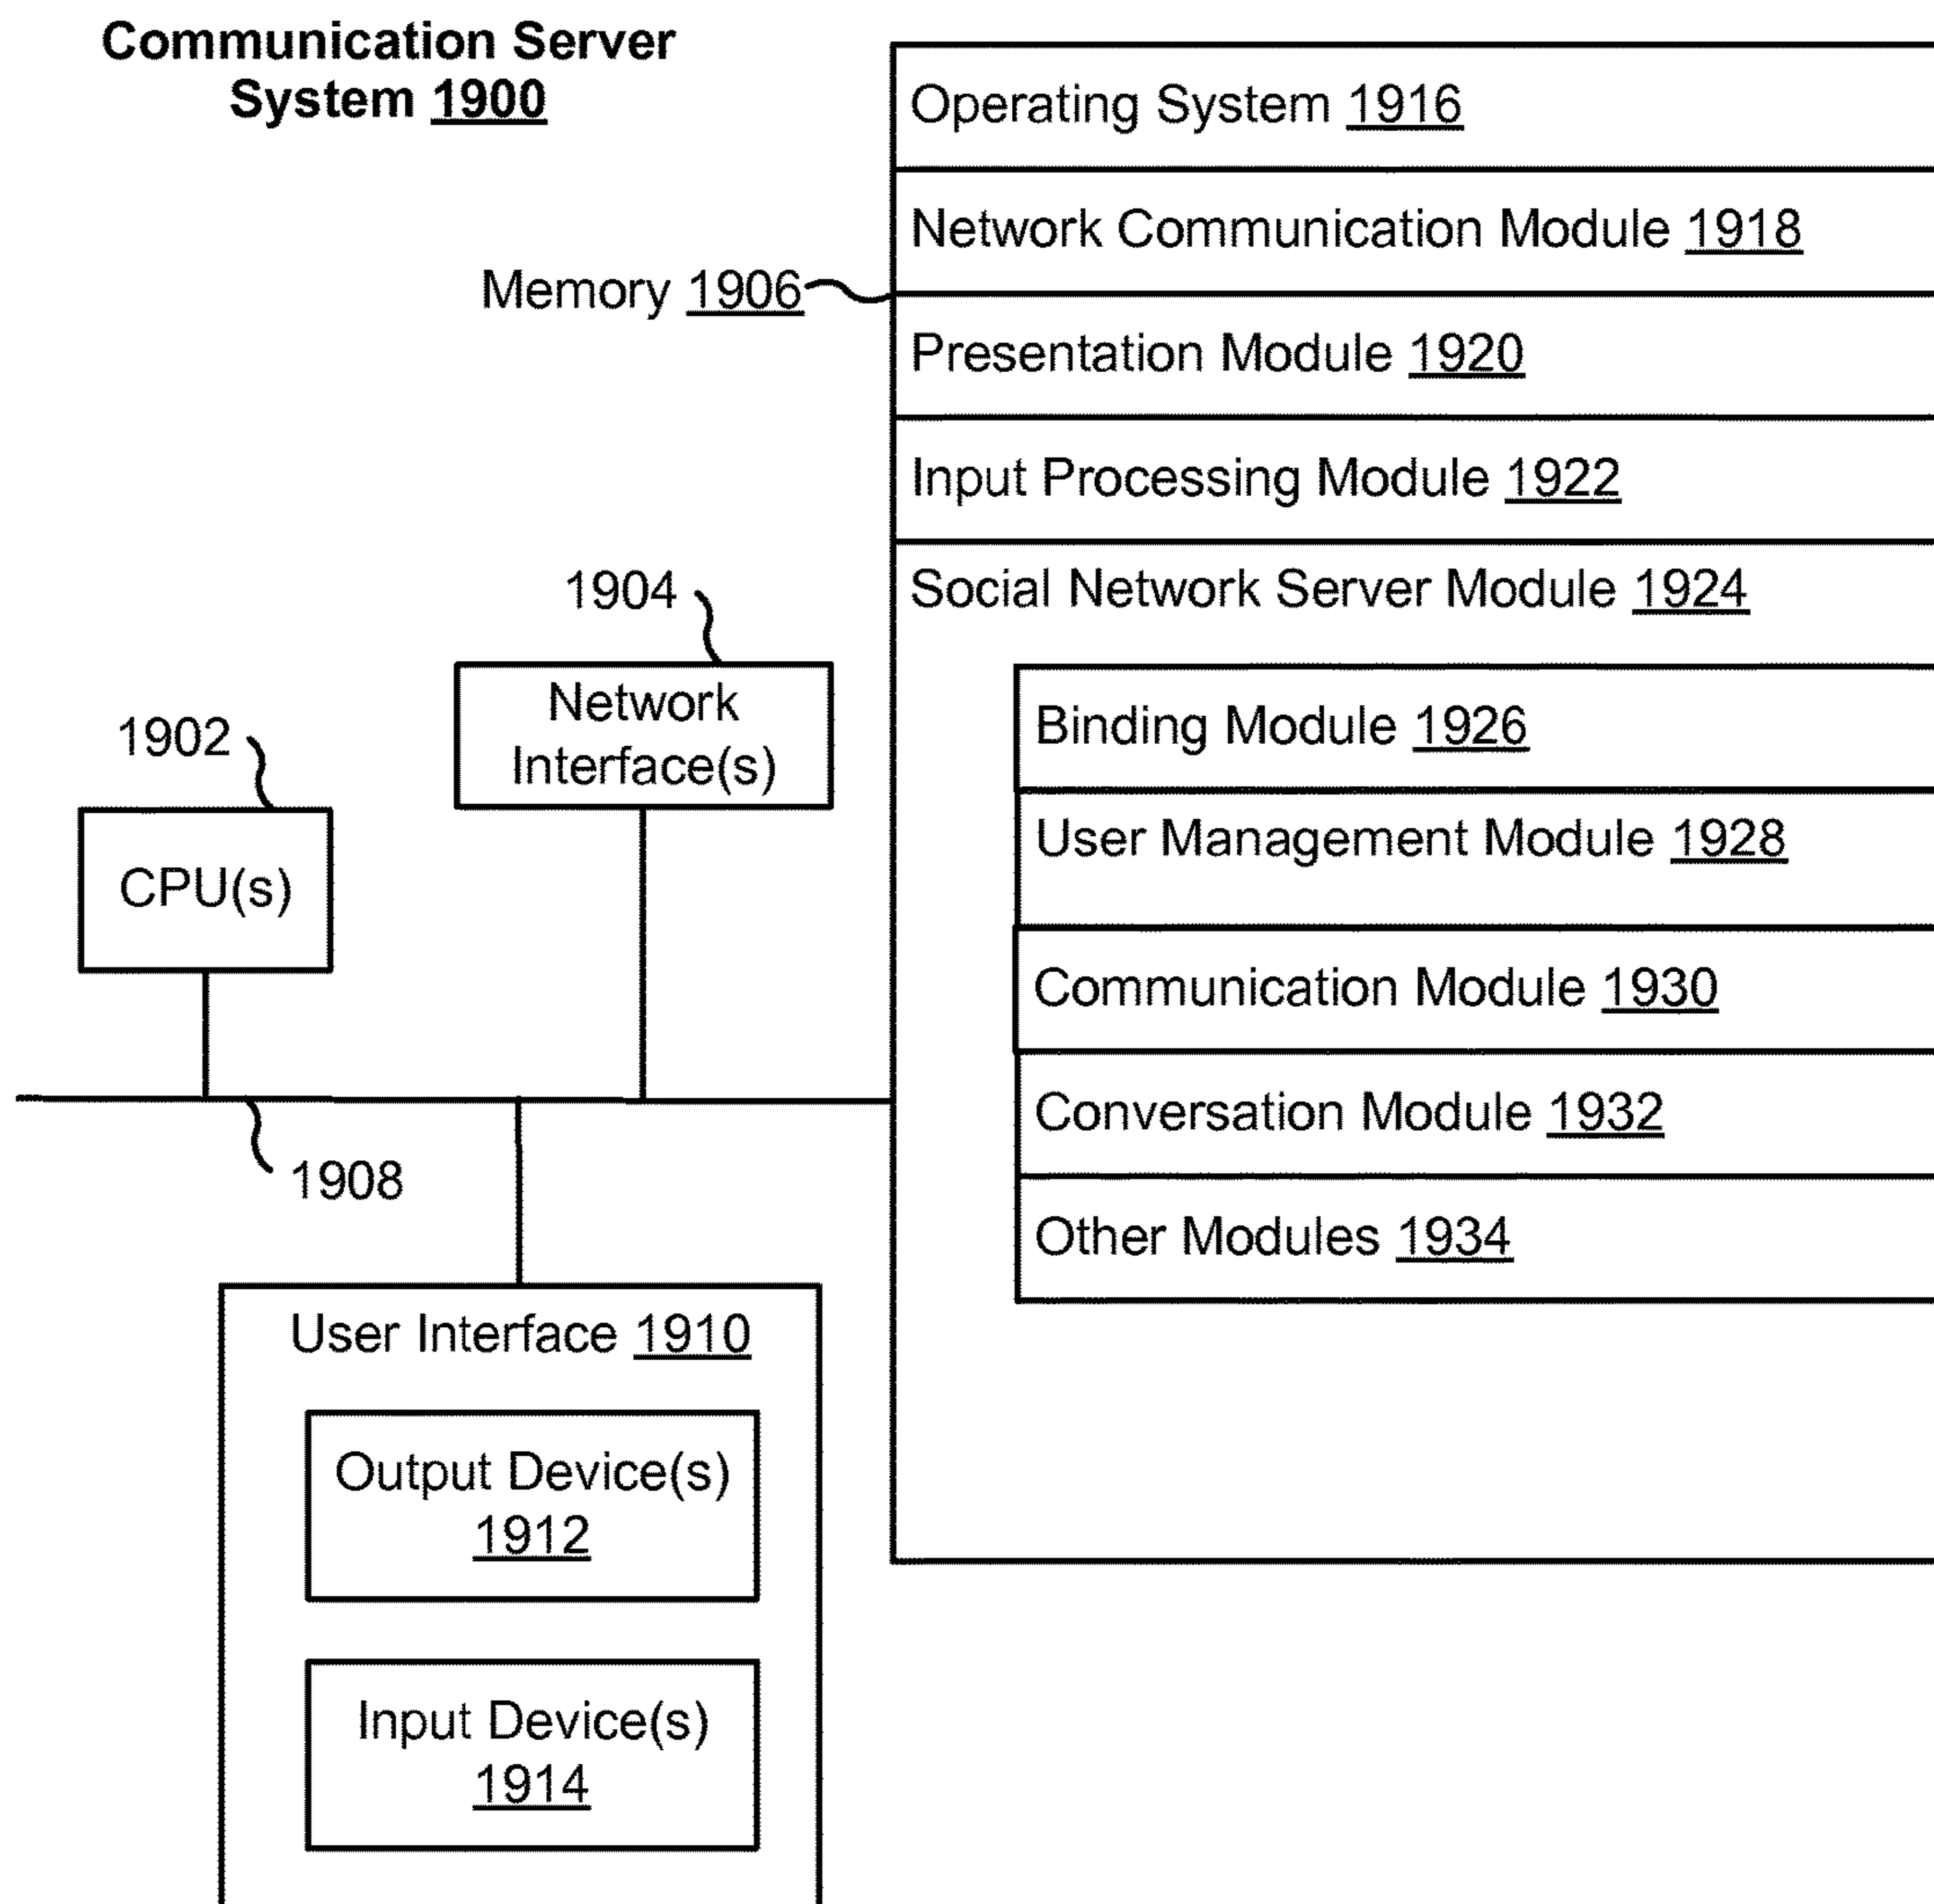 Communication Server
System 1900
Operating System 1916
Network Communication Module 1918
Memory 1906
Presentation Module 1920
Input Processing Module 1922
Social Network Server Module 1924
1904
Network
Interface(s)
1902
CPU(s)
Binding Module 1926
User Management Module 1928
Communication Module 1930
Conversation Module 1932
Other Modules 1934
1908
User Interface 1910
Output Device(s)
1912
Input Device(s)
1914